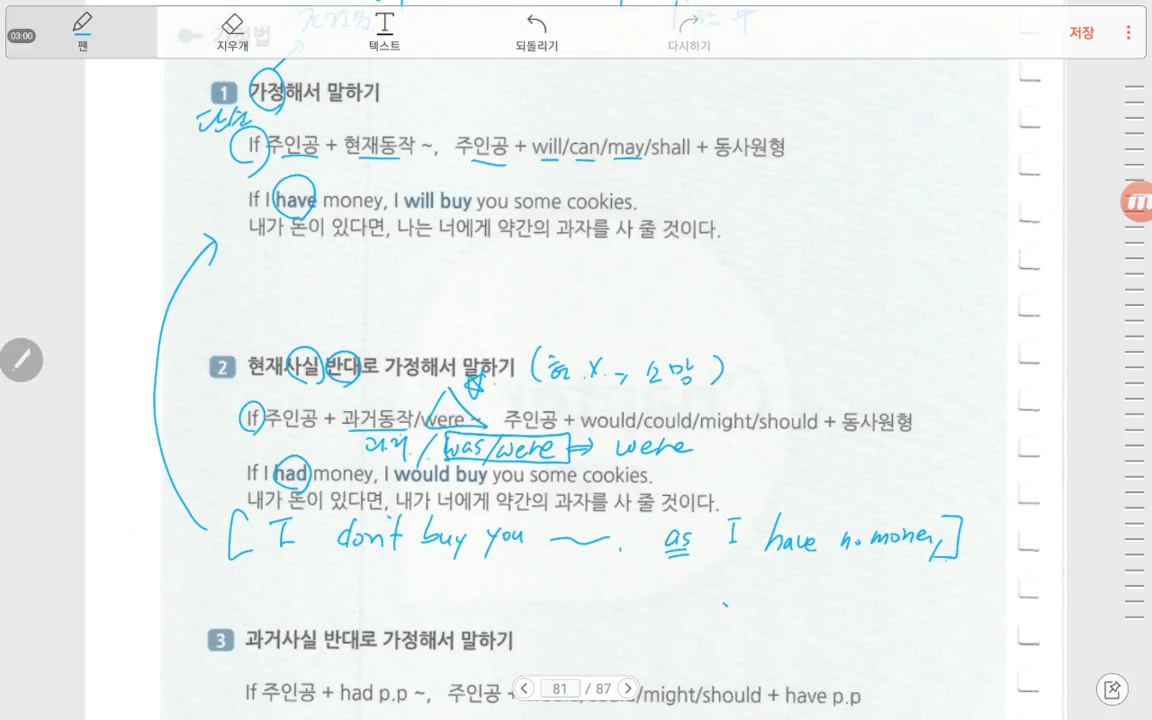 03:00
펜
지우개
텍스트
되돌리기
다시하기
저장
1 가정해서 말하기
If 주인공 + 현재동작 ~, 주인공 + will/can/may/shall + 동사원형
If I have money, I will buy you some cookies.
내가 돈이 있다면, 나는 너에게 약간의 과자를 사 줄 것이다.
2 현재사실 반대로 가정해서 말하기 (현 X. → 소망)
If 주인공 + 과거동작/were ~ 주인공 + would/could/might/should + 동사원형
과거 / was/were ⇒ were
If I had money, I would buy you some cookies.
내가 돈이 있다면, 내가 너에게 약간의 과자를 사 줄 것이다.
[ I don't buy you ~. as I have no money, ]
3 과거사실 반대로 가정해서 말하기
If 주인공 + had p.p ~, 주인공 + /might/should + have p.p
81 / 87